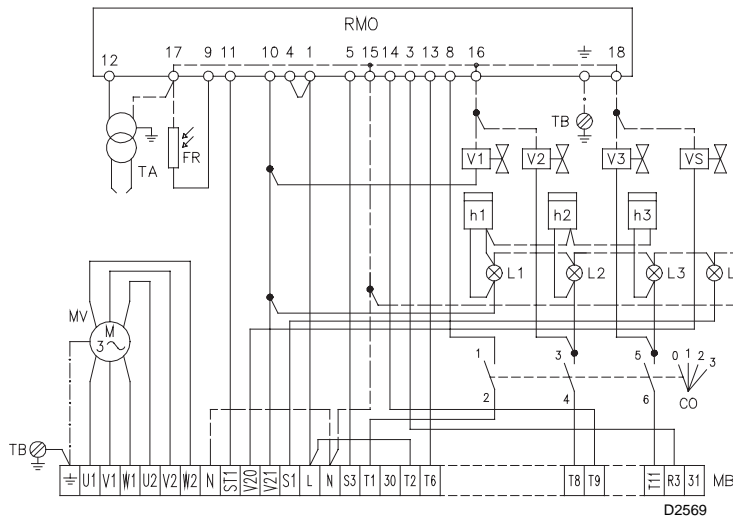 RMO
12 17 9 11 10 4 1 5 15 14 3 13 8 16 18
TB
TA
FR
V1 V2 V3 VS
h1 h2 h3
L1 L2 L3 L
MV
M
3
1 3 5 0 1 2 3
2 4 6 CO
TB
U1 V1 W1 U2 V2 W2 N ST1 V20 V21 S1 L N S3 T1 30 T2 T6 T8 T9 T11 R3 31 MB
D2569